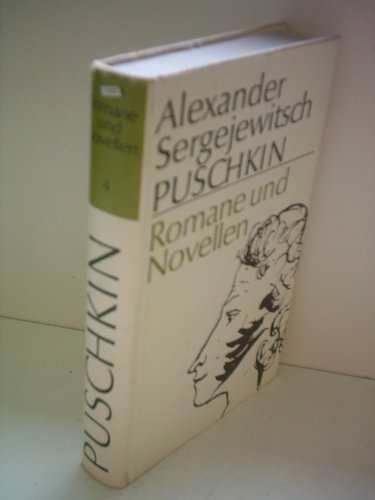 Alexander
Sergejewitsch
PUSCHKIN
Romane und
Novellen
Romane
und
Novellen
4
PUSCHKIN